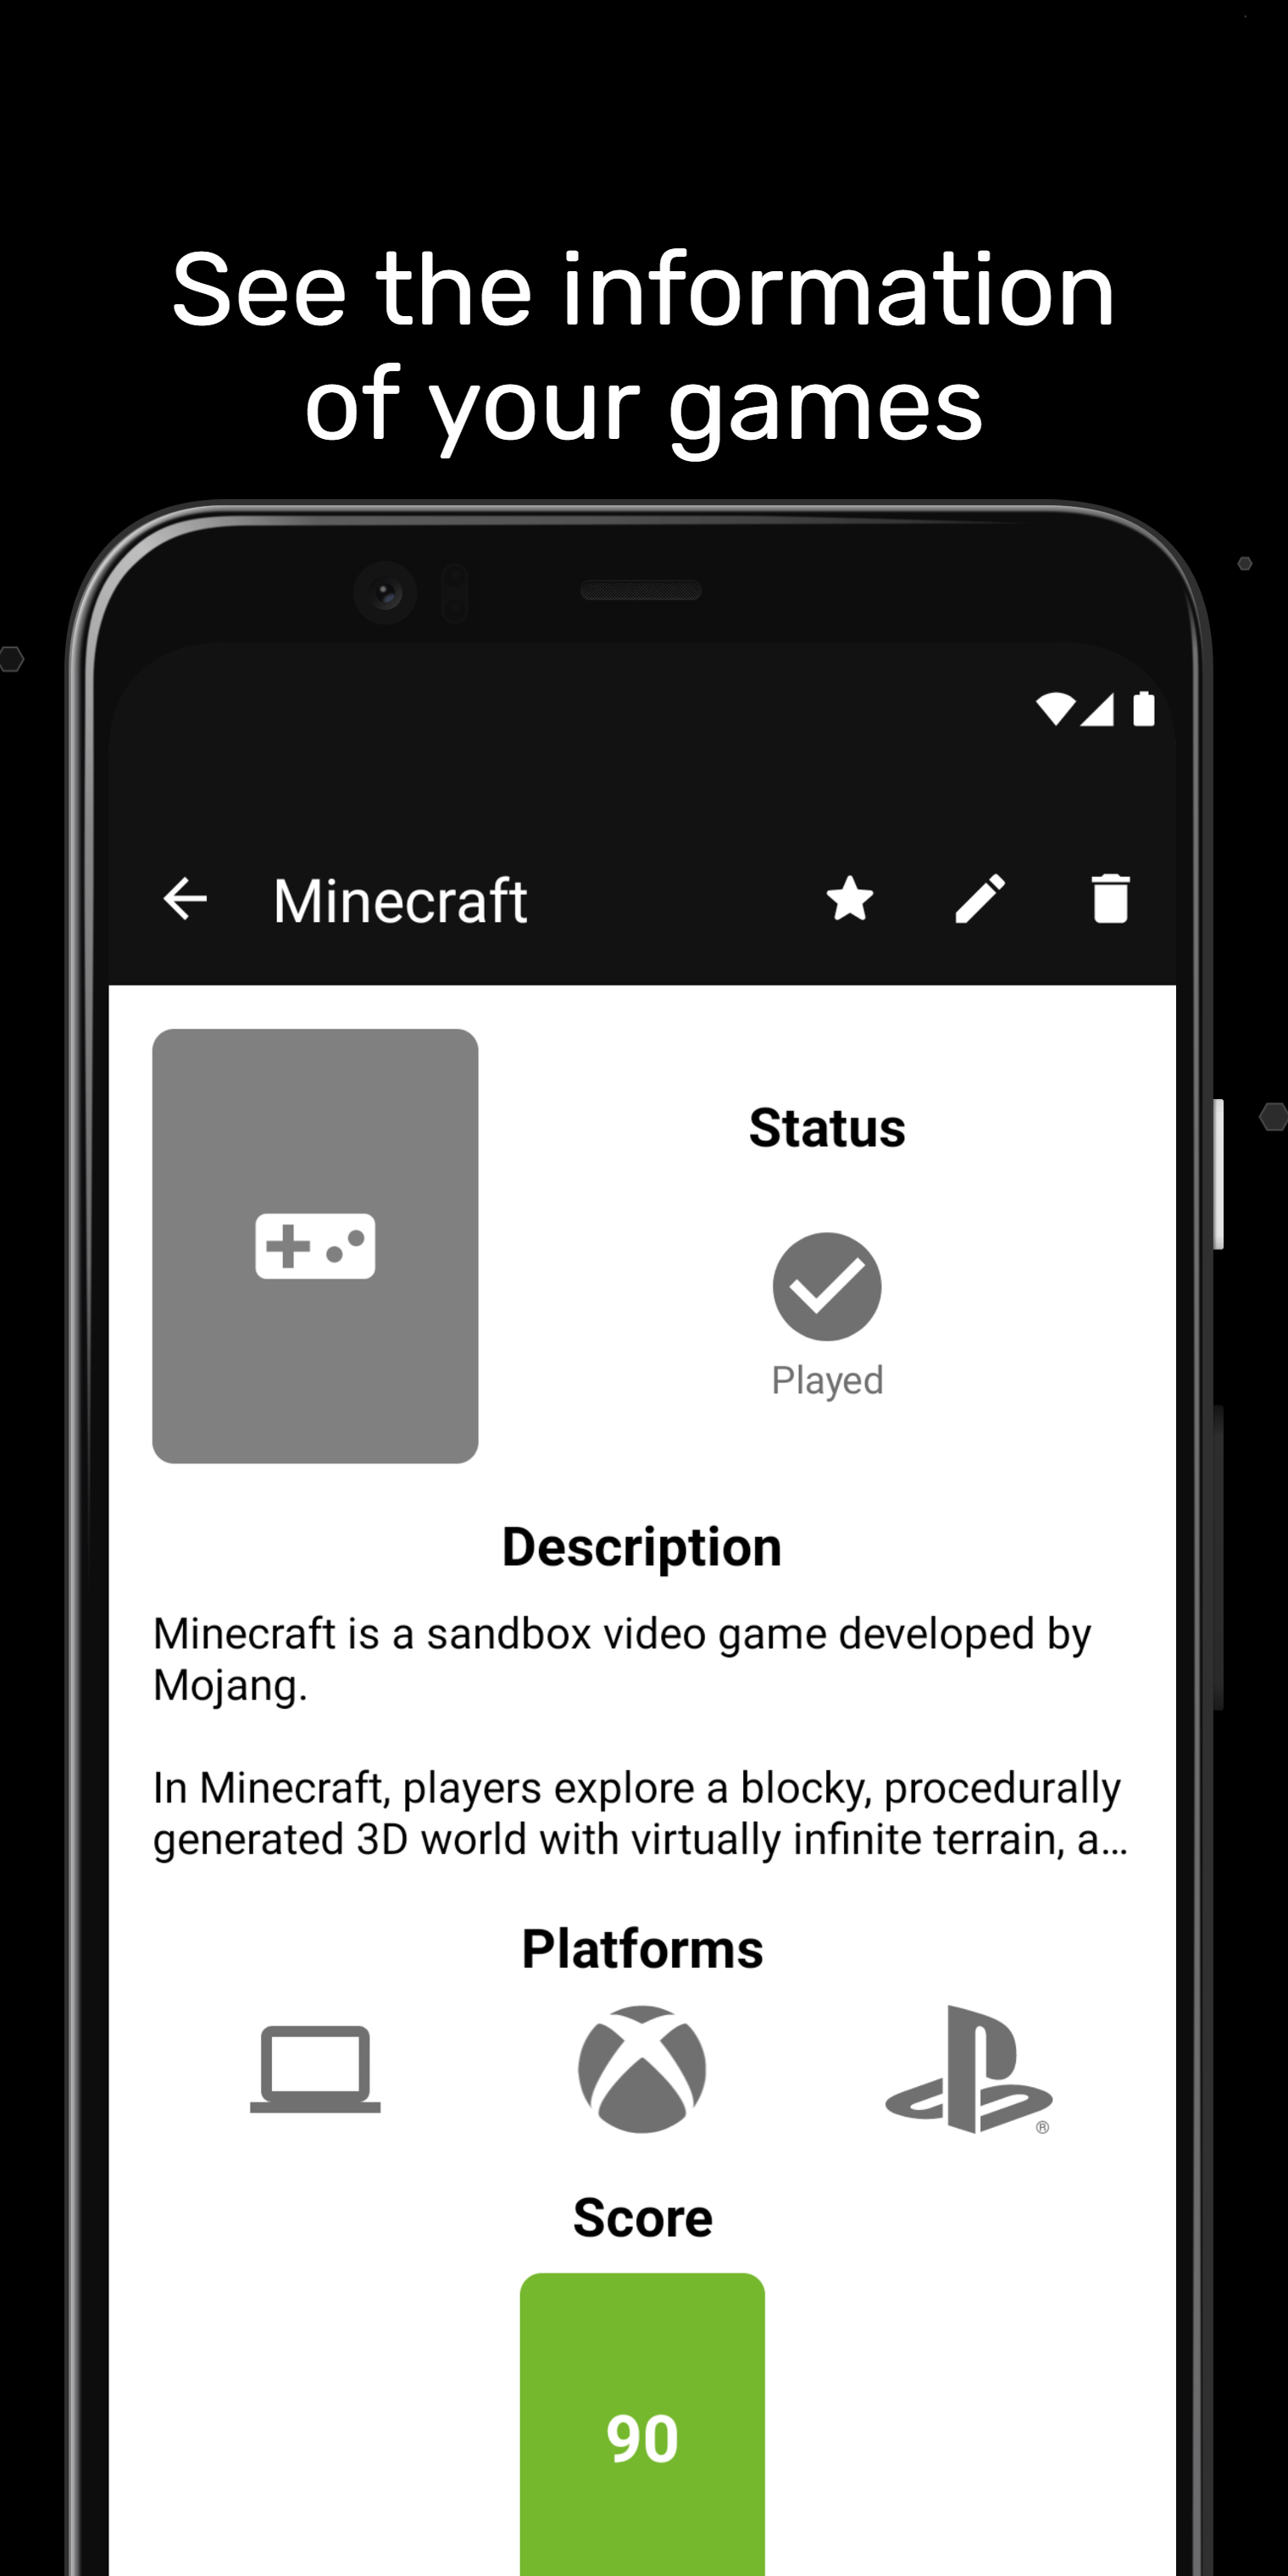 See the information
of your games
Minecraft
Status
Played
Description
Minecraft is a sandbox video game developed by
Mojang.
In Minecraft, players explore a blocky, procedurally
generated 3D world with virtually infinite terrain, a…
Platforms
®
Score
90